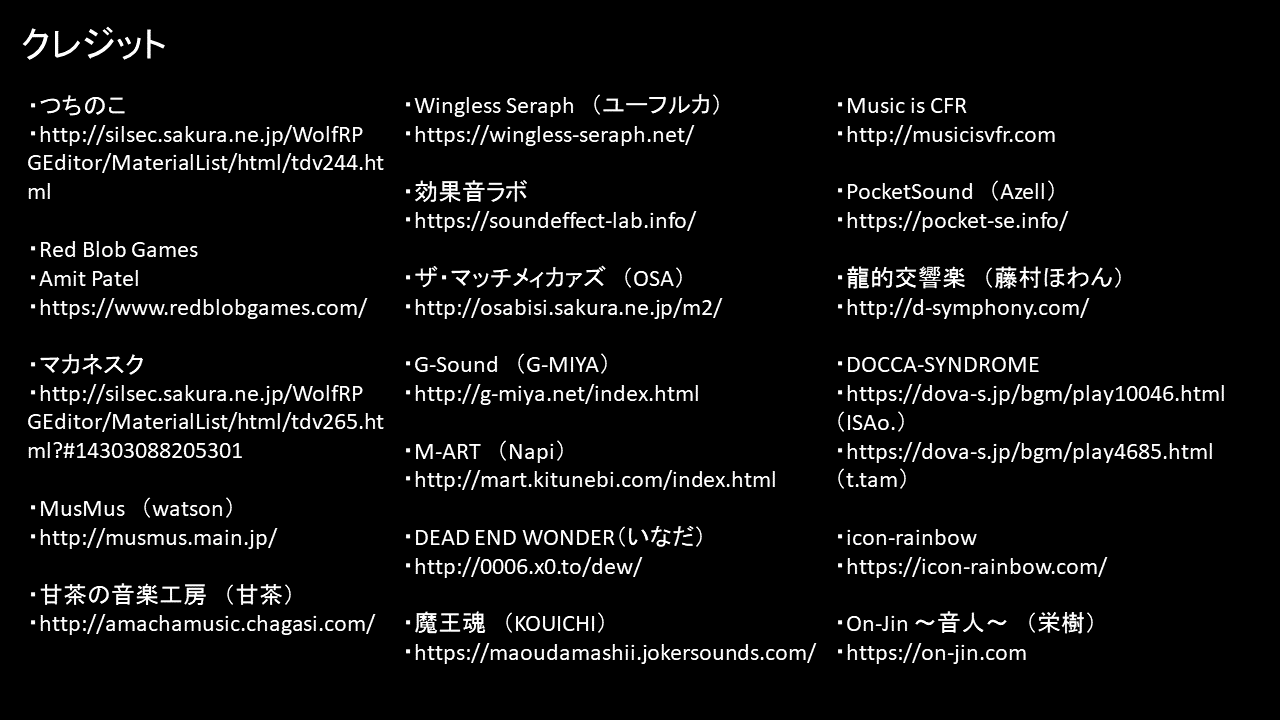 クレジット
・つちのこ
・http://silsec.sakura.ne.jp/WolfRP
GEditor/MaterialList/html/tdv244.ht
ml
・Red Blob Games
・Amit Patel
・https://www.redblobgames.com/
・マカネスク
・http://silsec.sakura.ne.jp/WolfRP
GEditor/MaterialList/html/tdv265.ht
ml?#14303088205301
・MusMus （watson）
・http://musmus.main.jp/
・甘茶の音楽工房 （甘茶）
・http://amachamusic.chagasi.com/
・Wingless Seraph （ユーフルカ）
・https://wingless-seraph.net/
・効果音ラボ
・https://soundeffect-lab.info/
・ザ・マッチメィカァズ （OSA）
・http://osabisi.sakura.ne.jp/m2/
・G-Sound （G-MIYA）
・http://g-miya.net/index.html
・M-ART （Napi）
・http://mart.kitunebi.com/index.html
・DEAD END WONDER（いなだ）
・http://0006.x0.to/dew/
・魔王魂 （KOUICHI）
・https://maoudamashii.jokersounds.com/
・Music is CFR
・http://musicisvfr.com
・PocketSound （Azell）
・https://pocket-se.info/
・龍的交響楽 （藤村ほわん）
・http://d-symphony.com/
・DOCCA-SYNDROME
・https://dova-s.jp/bgm/play10046.html
（ISAo.）
・https://dova-s.jp/bgm/play4685.html
（t.tam）
・icon-rainbow
・https://icon-rainbow.com/
・On-Jin ～音人～ （栄樹）
・https://on-jin.com